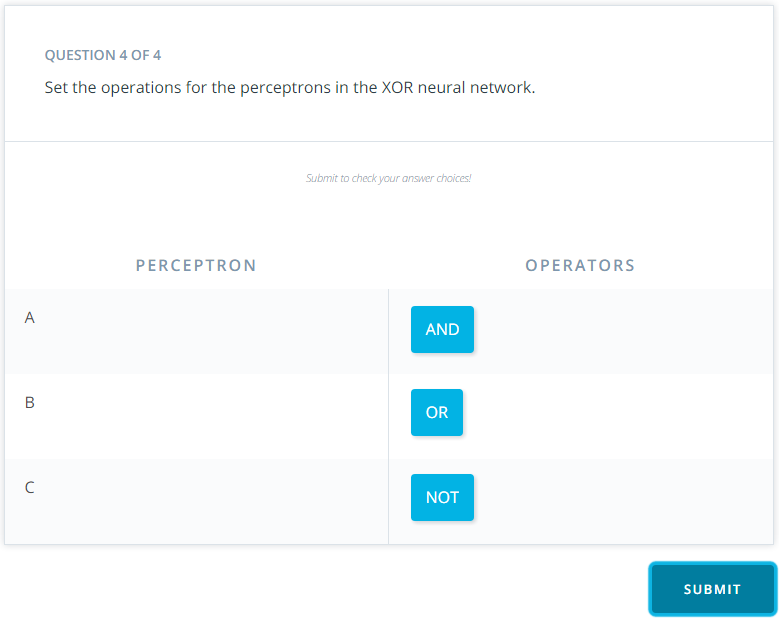 QUESTION 4 OF 4
Set the operations for the perceptrons in the XOR neural network.
Submit to check your answer choices!
PERCEPTRON OPERATORS
A AND
B OR
C NOT
SUBMIT